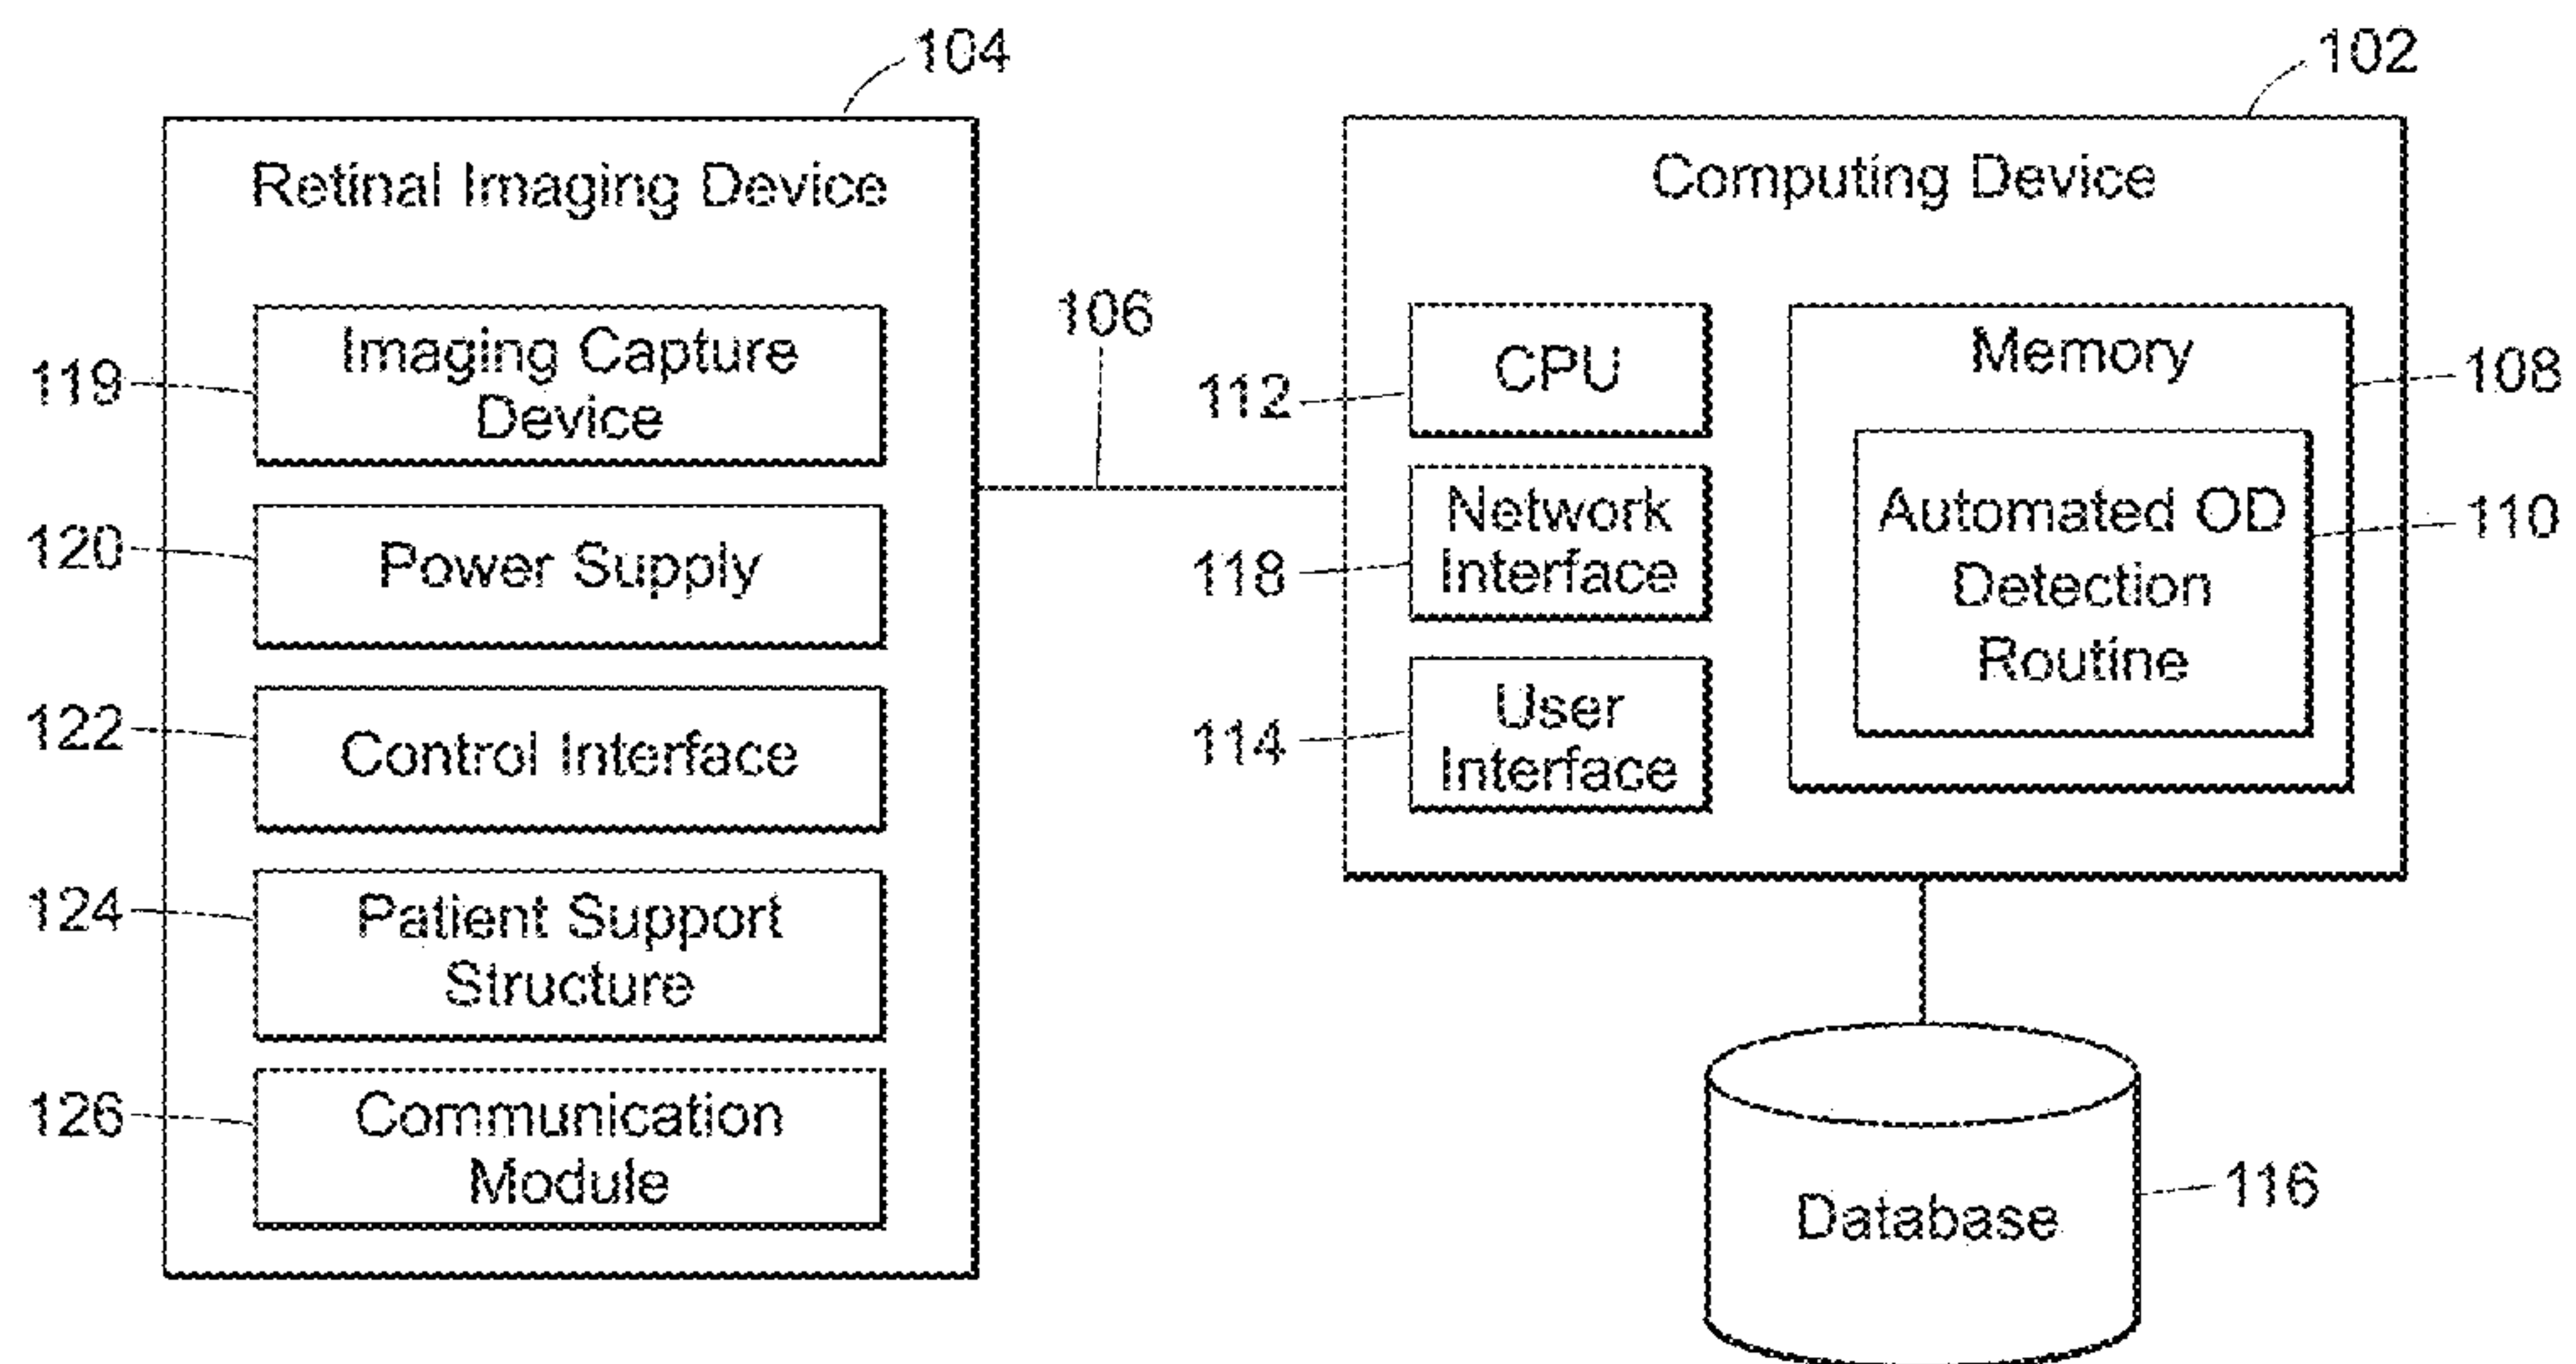 104
Retinal Imaging Device
119
Imaging Capture
Device
120
Power Supply
122
Control Interface
124
Patient Support
Structure
126
Communication
Module
106
102
Computing Device
112
CPU
118
Network
Interface
114
User
Interface
Memory
108
Automated OD
Detection
Routine
110
Database
116